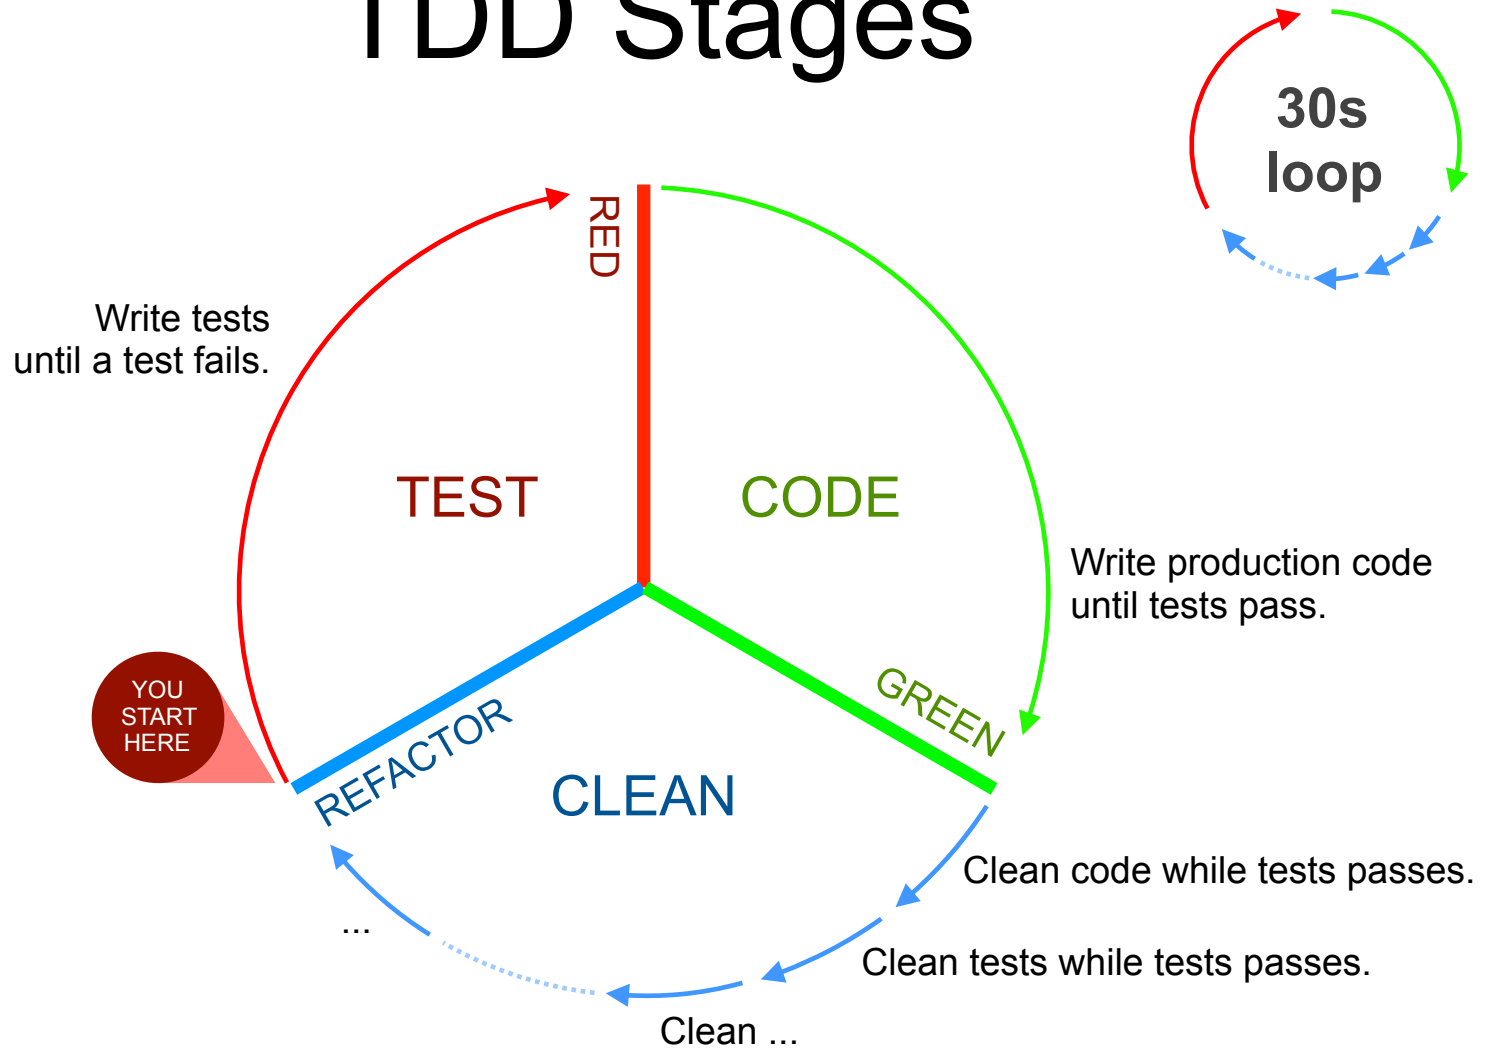 TDD Stages
30s
loop
RED
Write tests
until a test fails.
TEST
CODE
Write production code
until tests pass.
GREEN
YOU
START
HERE
REFACTOR
CLEAN
Clean code while tests passes.
...
Clean tests while tests passes.
Clean ...